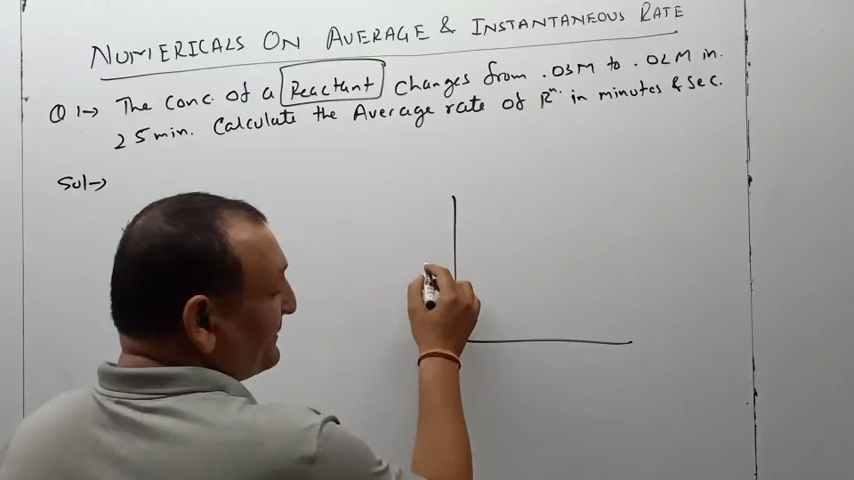 NUMERICALS ON AVERAGE & INSTANTANEOUS RATE
Q 1→ The Conc. of a Reactant Changes from .03M to .02M in.
25 min. Calculate the Average rate of Rxn. in minutes & Sec.
Sol→